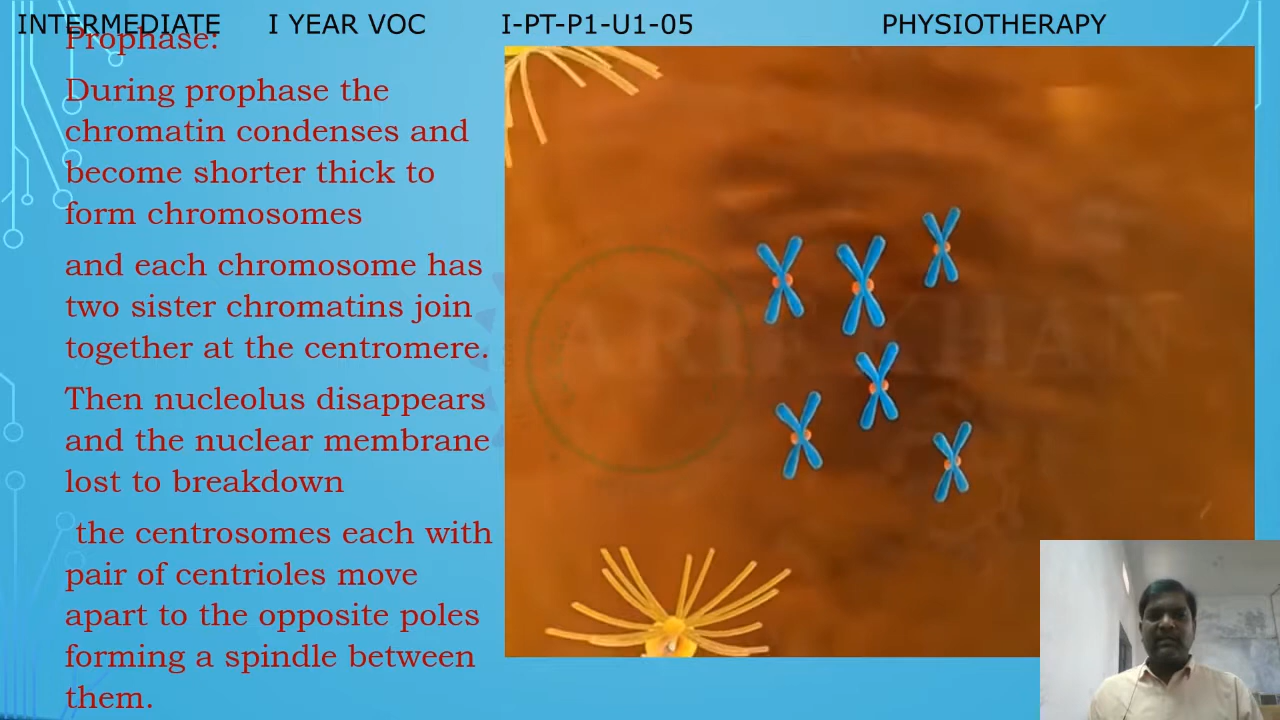 INTERMEDIATE I YEAR VOC I-PT-P1-U1-05 PHYSIOTHERAPY
Prophase:
During prophase the
chromatin condenses and
become shorter thick to
form chromosomes
and each chromosome has
two sister chromatins join
together at the centromere.
Then nucleolus disappears
and the nuclear membrane
lost to breakdown
the centrosomes each with
pair of centrioles move
apart to the opposite poles
forming a spindle between
them.
ARIF KHAN